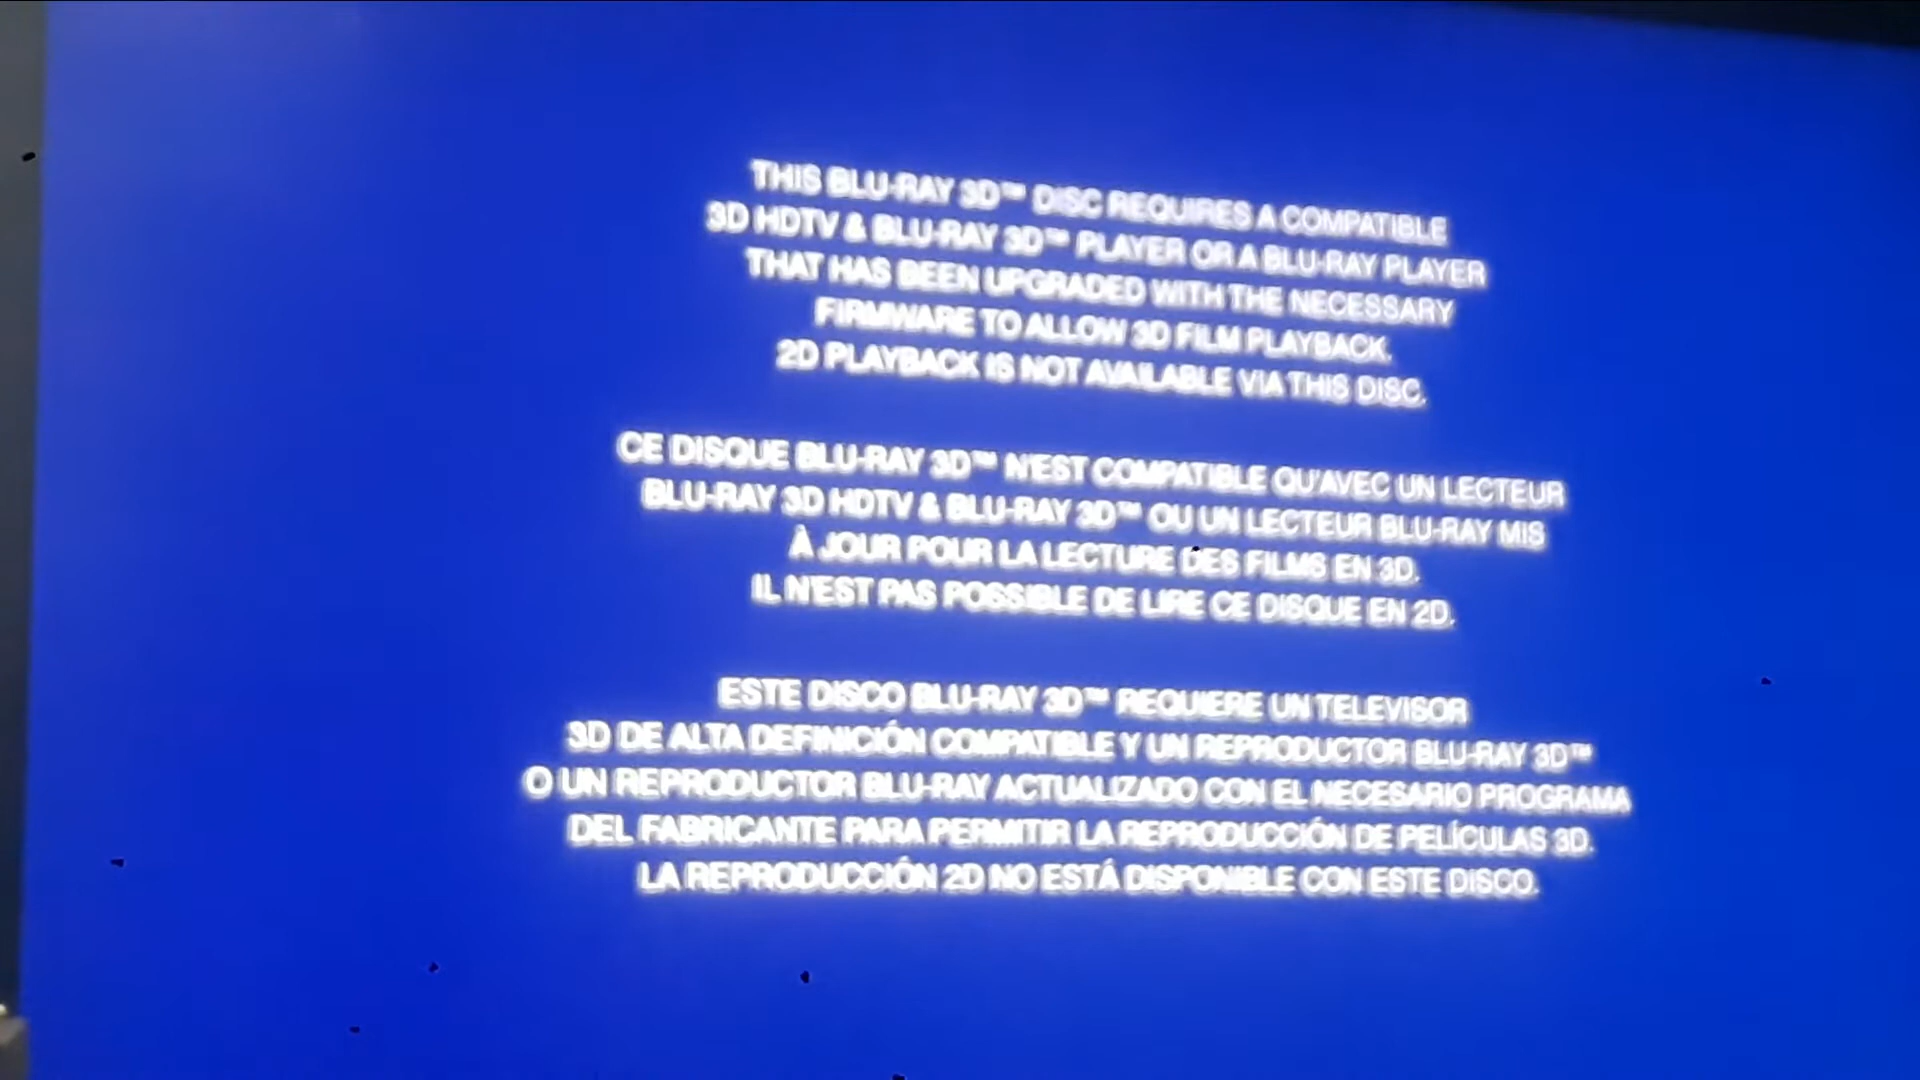 THIS BLU-RAY 3D™ DISC REQUIRES A COMPATIBLE
3D HDTV & BLU-RAY 3D™ PLAYER OR A BLU-RAY PLAYER
THAT HAS BEEN UPGRADED WITH THE NECESSARY
FIRMWARE TO ALLOW 3D FILM PLAYBACK.
2D PLAYBACK IS NOT AVAILABLE VIA THIS DISC.
CE DISQUE BLU-RAY 3D™ N'EST COMPATIBLE QU'AVEC UN LECTEUR
BLU-RAY 3D HDTV & BLU-RAY 3D™ OU UN LECTEUR BLU-RAY MIS
À JOUR POUR LA LECTURE DES FILMS EN 3D.
IL N'EST PAS POSSIBLE DE LIRE CE DISQUE EN 2D.
ESTE DISCO BLU-RAY 3D™ REQUIERE UN TELEVISOR
3D DE ALTA DEFINICIÓN COMPATIBLE Y UN REPRODUCTOR BLU-RAY 3D™
O UN REPRODUCTOR BLU-RAY ACTUALIZADO CON EL NECESARIO PROGRAMA
DEL FABRICANTE PARA PERMITIR LA REPRODUCCIÓN DE PELÍCULAS 3D.
LA REPRODUCCIÓN 2D NO ESTÁ DISPONIBLE CON ESTE DISCO.